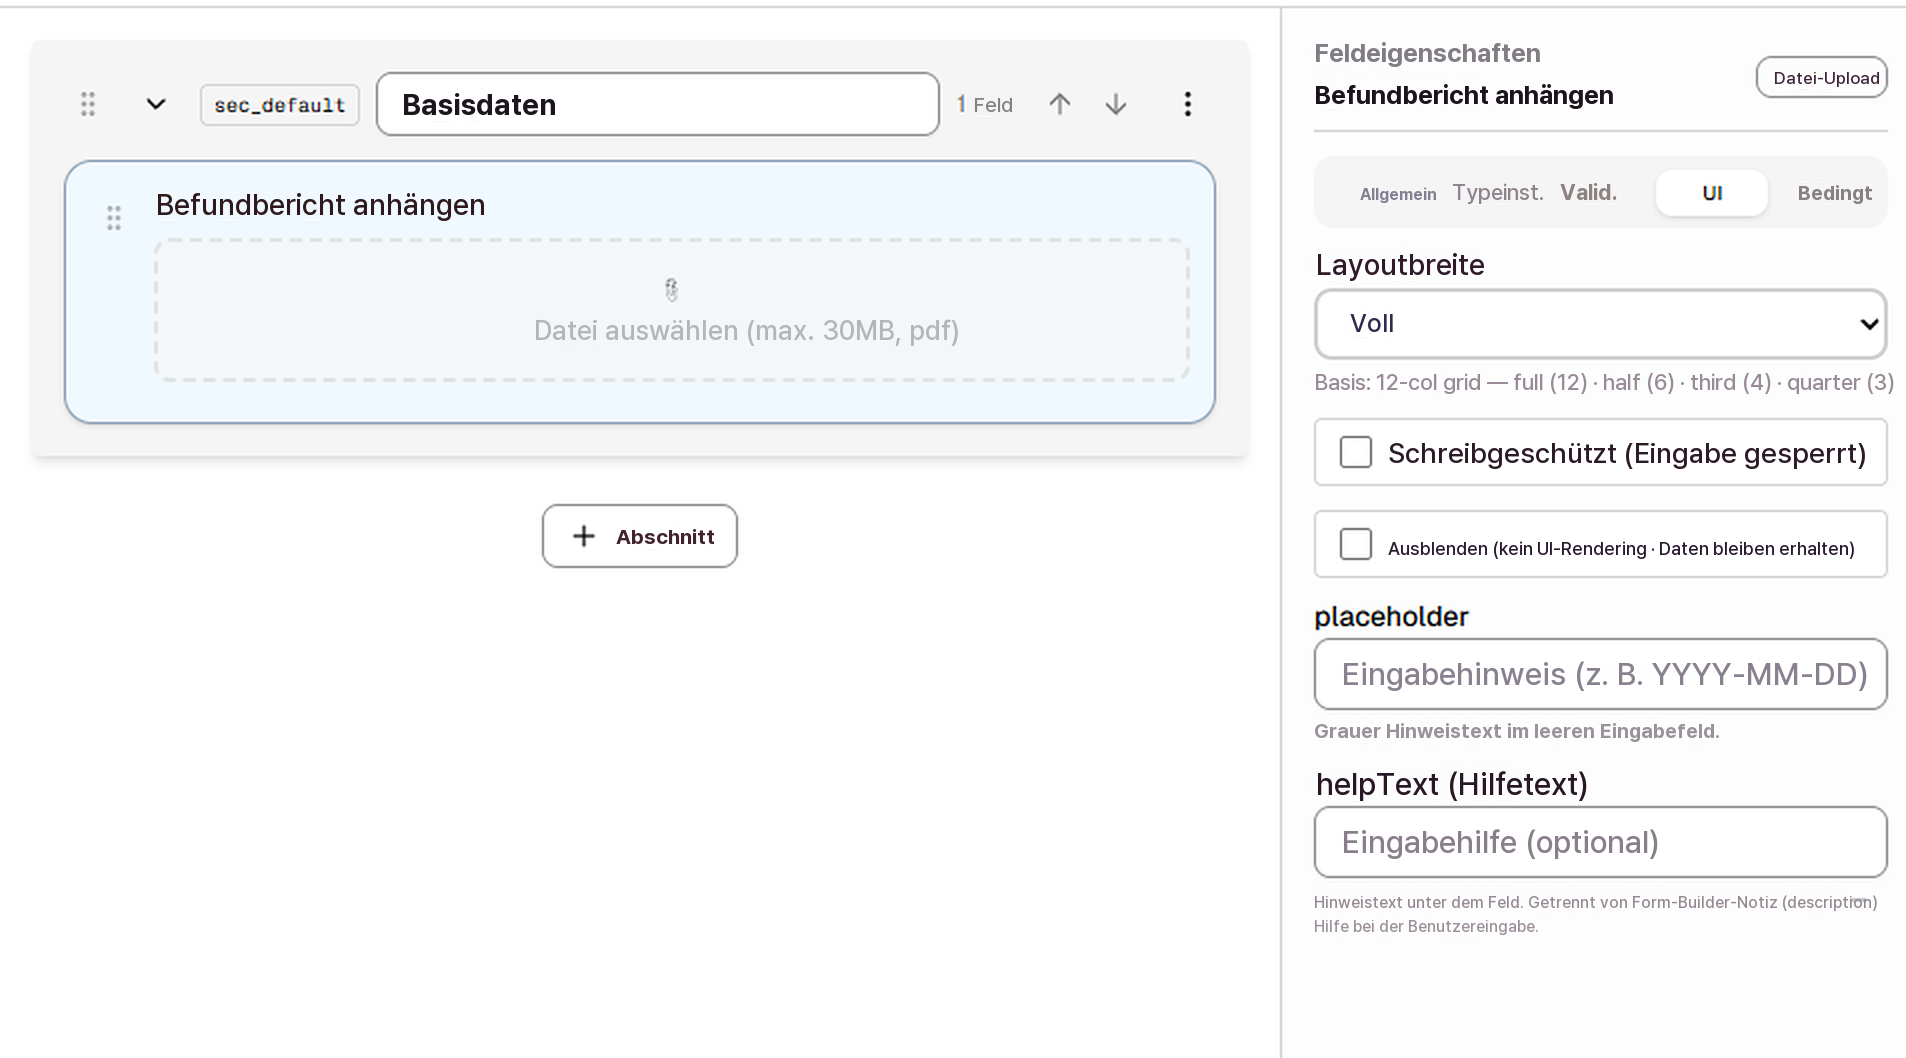 sec_default
Basisdaten
1 Feld
Befundbericht anhängen
Datei auswählen (max. 30MB, pdf)
Abschnitt
Feldeigenschaften
Befundbericht anhängen
Datei-Upload
Allgemein Typeinst. Valid. UI Bedingt
Layoutbreite
Voll
Basis: 12-col grid — full (12) · half (6) · third (4) · quarter (3)
Schreibgeschützt (Eingabe gesperrt)
Ausblenden (kein UI-Rendering · Daten bleiben erhalten)
placeholder
Eingabehinweis (z. B. YYYY-MM-DD)
Grauer Hinweistext im leeren Eingabefeld.
helpText (Hilfetext)
Eingabehilfe (optional)
Hinweistext unter dem Feld. Getrennt von Form-Builder-Notiz (description)
Hilfe bei der Benutzereingabe.